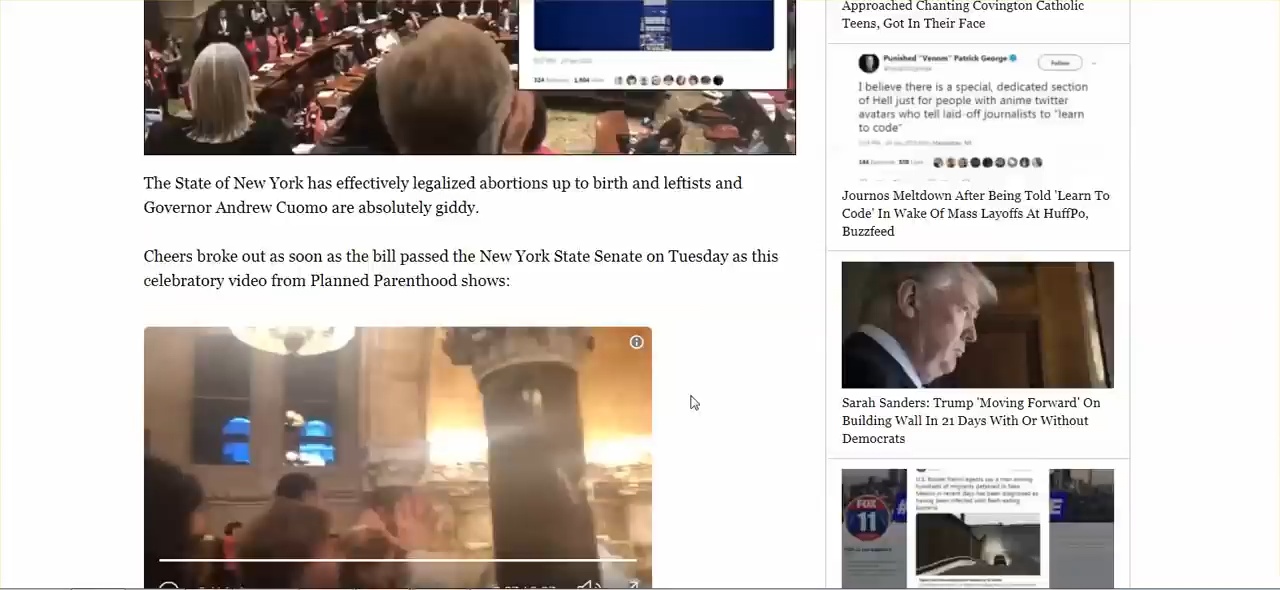 The State of New York has effectively legalized abortions up to birth and leftists and
Governor Andrew Cuomo are absolutely giddy.
Cheers broke out as soon as the bill passed the New York State Senate on Tuesday as this
celebratory video from Planned Parenthood shows:
Approached Chanting Covington Catholic
Teens, Got In Their Face
Punished "Venom" Patrick George
Follow
I believe there is a special, dedicated section
of Hell just for people with anime twitter
avatars who tell laid-off journalists to "learn
to code"
Journos Meltdown After Being Told 'Learn To
Code' In Wake Of Mass Layoffs At HuffPo,
Buzzfeed
Sarah Sanders: Trump 'Moving Forward' On
Building Wall In 21 Days With Or Without
Democrats
FOX
11